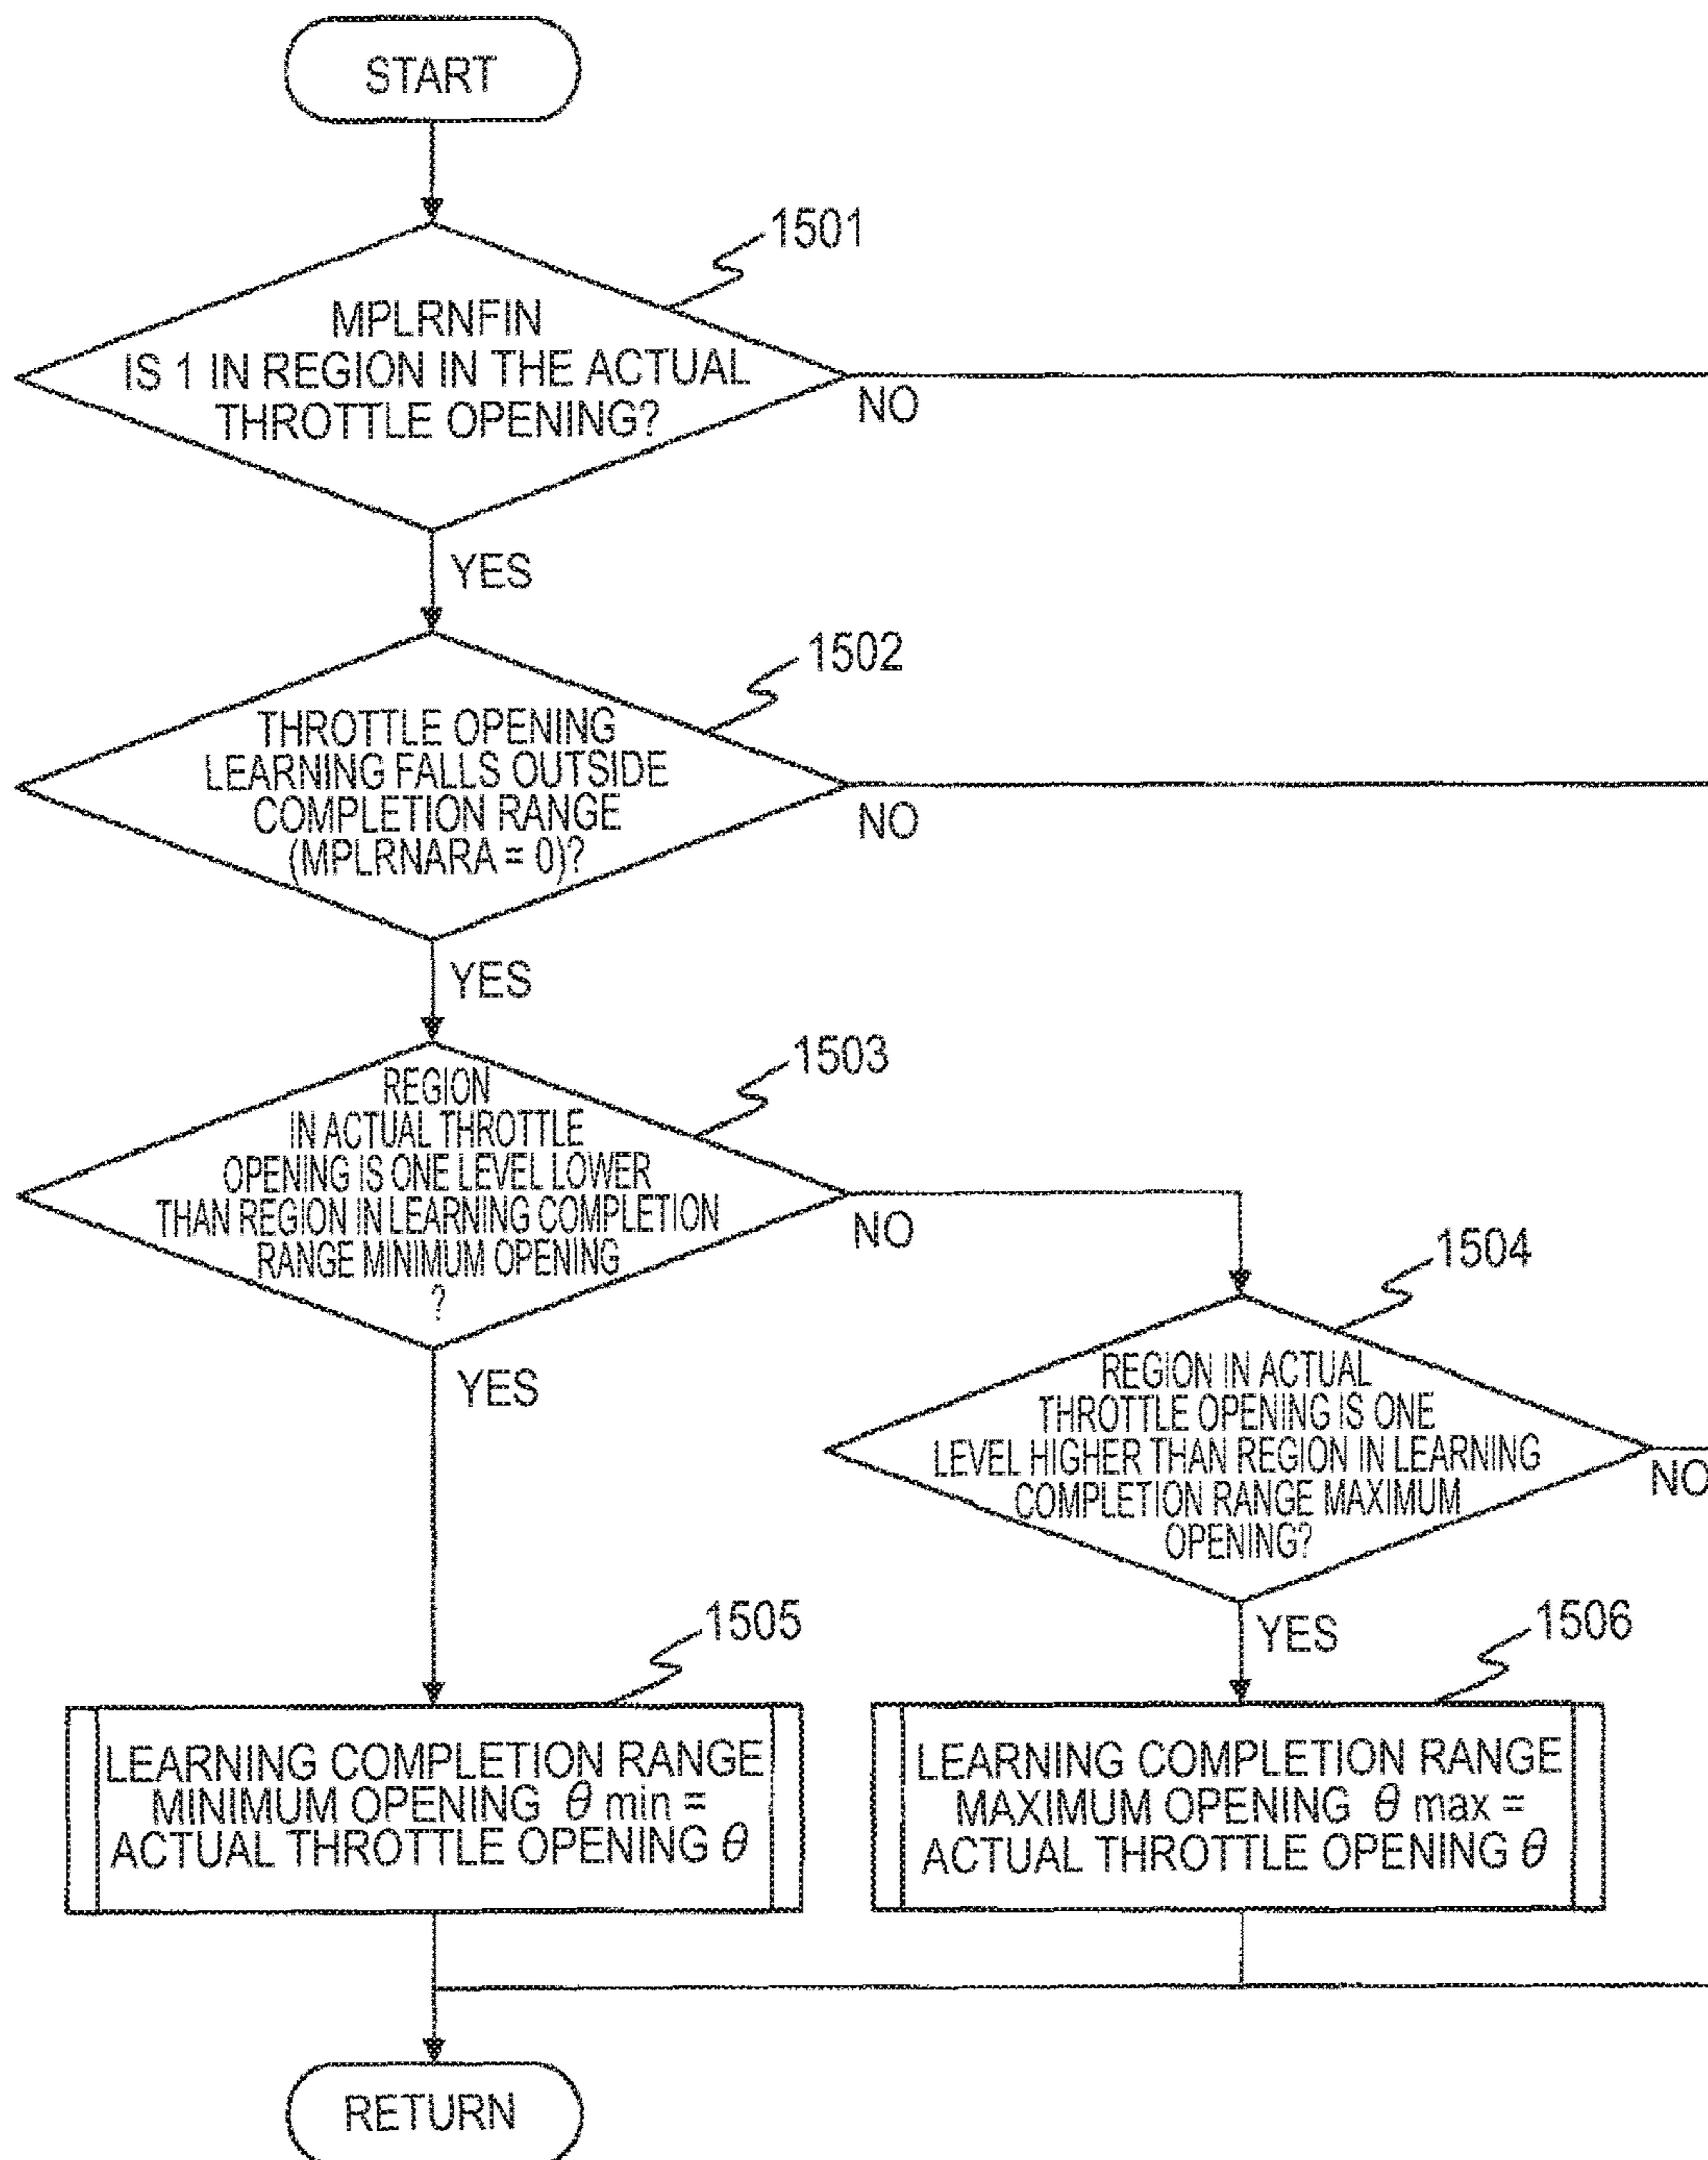 START
1501
MPLRNFIN
IS 1 IN REGION IN THE ACTUAL
THROTTLE OPENING?
NO
YES
1502
THROTTLE OPENING
LEARNING FALLS OUTSIDE
COMPLETION RANGE
(MPLRNARA = 0)?
NO
YES
1503
REGION
IN ACTUAL THROTTLE
OPENING IS ONE LEVEL LOWER
THAN REGION IN LEARNING COMPLETION
RANGE MINIMUM OPENING
?
NO
YES
1504
REGION IN ACTUAL
THROTTLE OPENING IS ONE
LEVEL HIGHER THAN REGION IN LEARNING
COMPLETION RANGE MAXIMUM
OPENING?
NO
YES
1505
LEARNING COMPLETION RANGE
MINIMUM OPENING θ min =
ACTUAL THROTTLE OPENING θ
1506
LEARNING COMPLETION RANGE
MAXIMUM OPENING θ max =
ACTUAL THROTTLE OPENING θ
RETURN